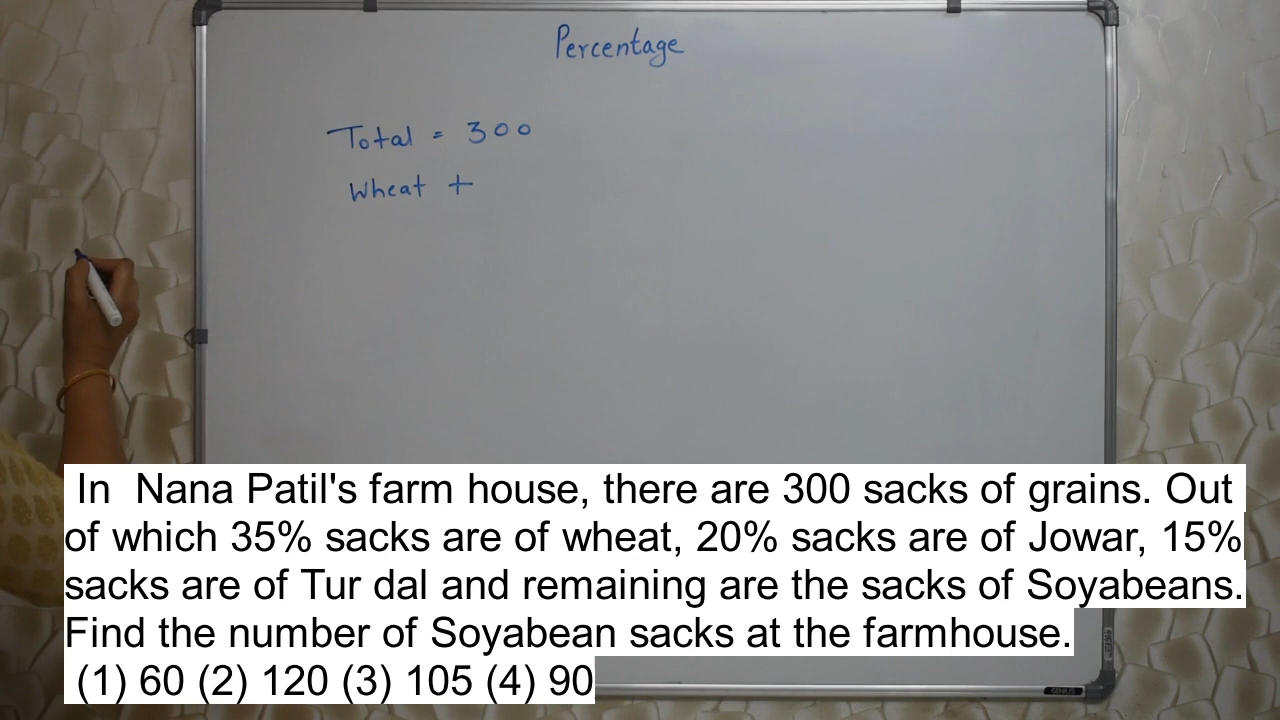 Percentage
Total = 300
Wheat +
In Nana Patil's farm house, there are 300 sacks of grains. Out
of which 35% sacks are of wheat, 20% sacks are of Jowar, 15%
sacks are of Tur dal and remaining are the sacks of Soyabeans.
Find the number of Soyabean sacks at the farmhouse.
(1) 60 (2) 120 (3) 105 (4) 90
GENIUS